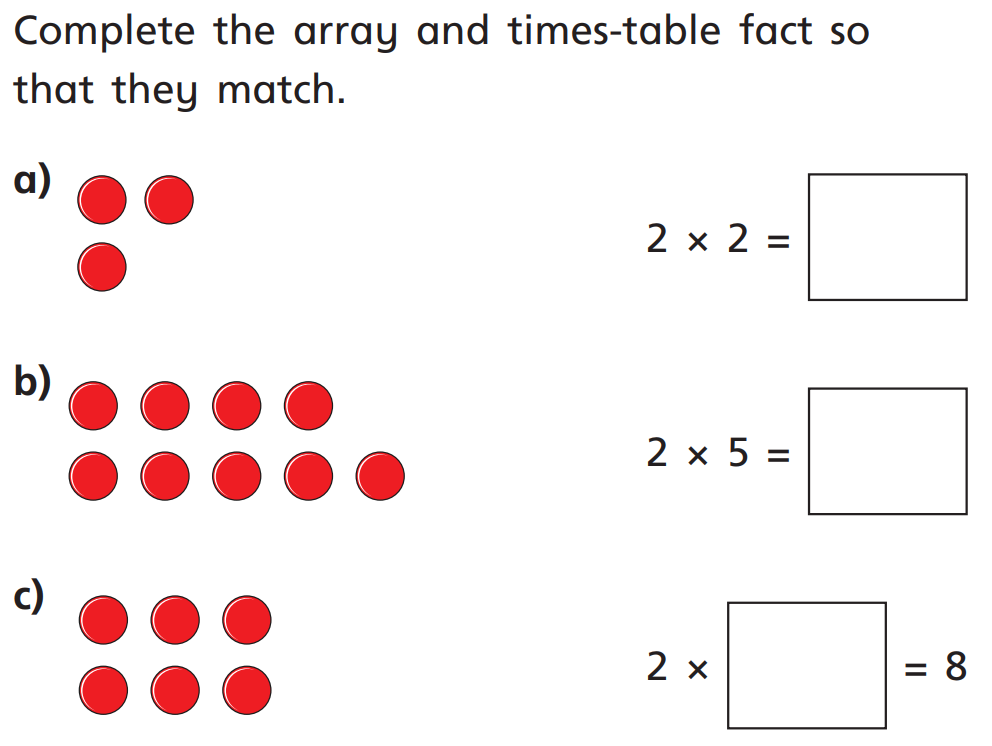 Complete the array and times-table fact so
that they match.
a)
2 × 2 =
b)
2 × 5 =
c)
2 × = 8